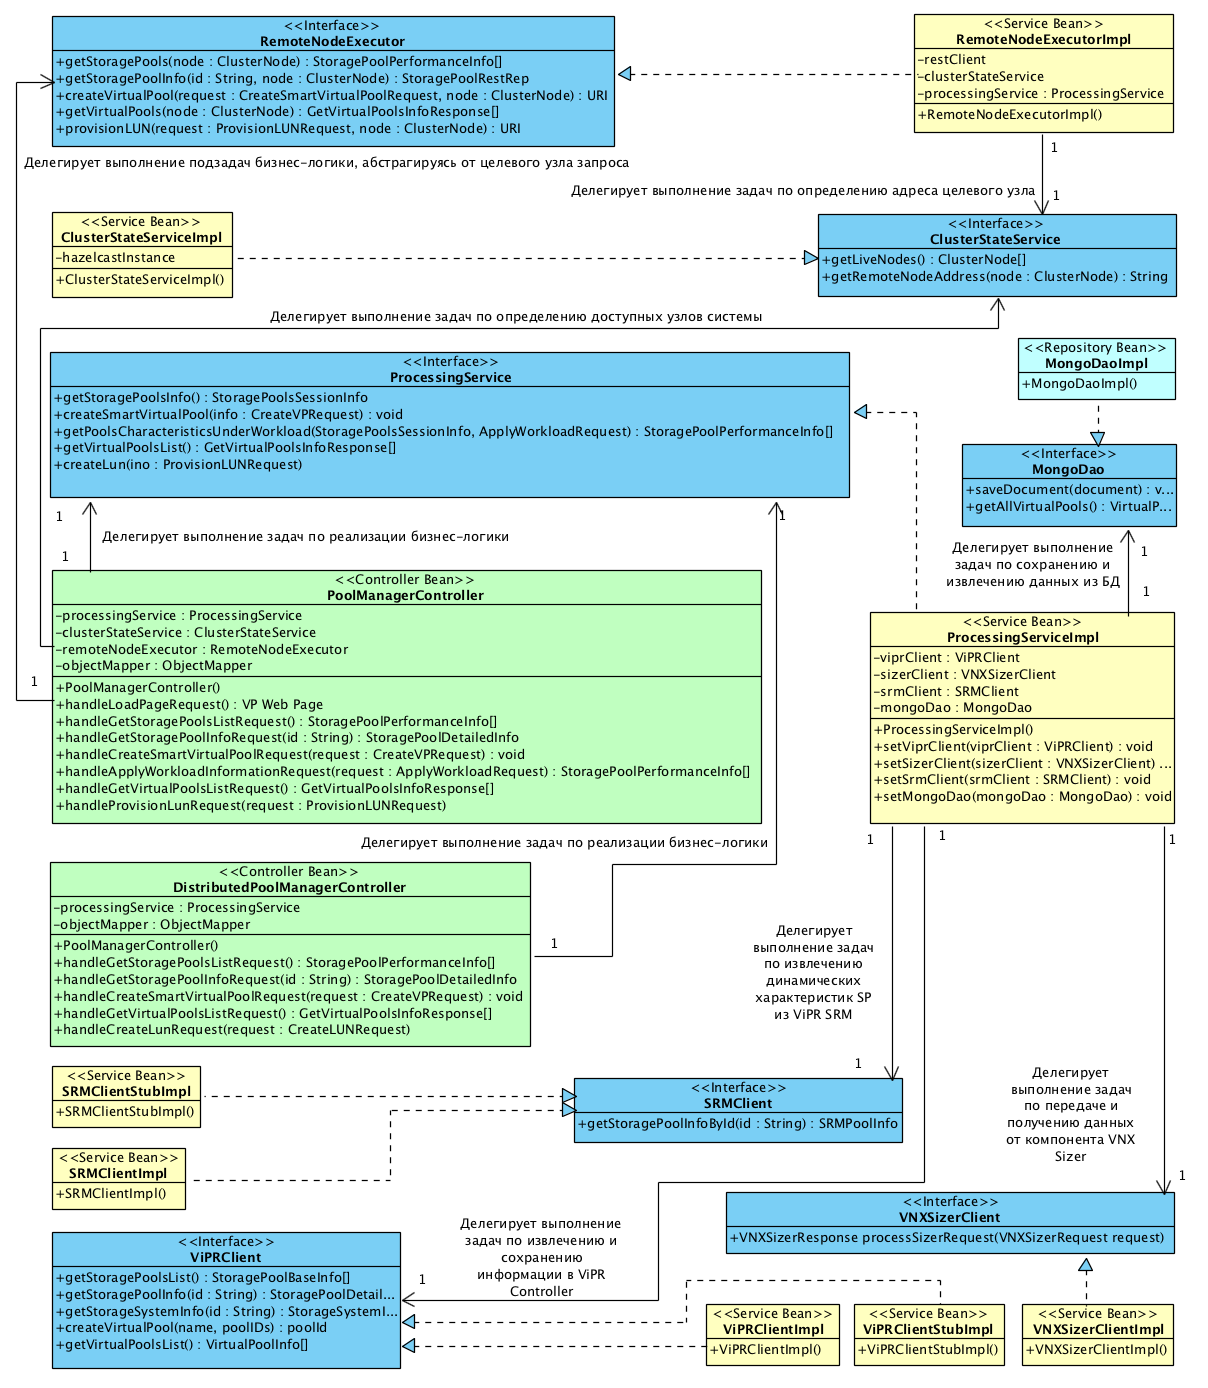 <<Interface>>
RemoteNodeExecutor
+getStoragePools(node : ClusterNode) : StoragePoolPerformanceInfo[]
+getStoragePoolInfo(id : String, node : ClusterNode) : StoragePoolRestRep
+createVirtualPool(request : CreateSmartVirtualPoolRequest, node : ClusterNode) : URI
+getVirtualPools(node : ClusterNode) : GetVirtualPoolsInfoResponse[]
+provisionLUN(request : ProvisionLUNRequest, node : ClusterNode) : URI
<<Service Bean>>
RemoteNodeExecutorImpl
-restClient
-clusterStateService
-processingService : ProcessingService
+RemoteNodeExecutorImpl()
1
Делегирует выполнение подзадач бизнес-логики, абстрагируясь от целевого узла запроса
Делегирует выполнение задач по определению адреса целевого узла
1
<<Service Bean>>
ClusterStateServiceImpl
-hazelcastInstance
+ClusterStateServiceImpl()
<<Interface>>
ClusterStateService
+getLiveNodes() : ClusterNode[]
+getRemoteNodeAddress(node : ClusterNode) : String
Делегирует выполнение задач по определению доступных узлов системы
<<Interface>>
ProcessingService
+getStoragePoolsInfo() : StoragePoolsSessionInfo
+createSmartVirtualPool(info : CreateVPRequest) : void
+getPoolsCharacteristicsUnderWorkload(StoragePoolsSessionInfo, ApplyWorkloadRequest) : StoragePoolPerformanceInfo[]
+getVirtualPoolsList() : GetVirtualPoolsInfoResponse[]
+createLun(ino : ProvisionLUNRequest)
<<Repository Bean>>
MongoDaoImpl
+MongoDaoImpl()
<<Interface>>
MongoDao
+saveDocument(document) : v...
+getAllVirtualPools() : VirtualP...
1
1
Делегирует выполнение задач по реализации бизнес-логики
1
Делегирует выполнение
задач по сохранению и
извлечению данных из БД
1
1
<<Controller Bean>>
PoolManagerController
-processingService : ProcessingService
-clusterStateService : ClusterStateService
-remoteNodeExecutor : RemoteNodeExecutor
-objectMapper : ObjectMapper
+PoolManagerController()
+handleLoadPageRequest() : VP Web Page
+handleGetStoragePoolsListRequest() : StoragePoolPerformanceInfo[]
+handleGetStoragePoolInfoRequest(id : String) : StoragePoolDetailedInfo
+handleCreateSmartVirtualPoolRequest(request : CreateVPRequest) : void
+handleApplyWorkloadInformationRequest(request : ApplyWorkloadRequest) : StoragePoolPerformanceInfo[]
+handleGetVirtualPoolsListRequest() : GetVirtualPoolsInfoResponse[]
+handleProvisionLunRequest(request : ProvisionLUNRequest)
1
<<Service Bean>>
ProcessingServiceImpl
-viprClient : ViPRClient
-sizerClient : VNXSizerClient
-srmClient : SRMClient
-mongoDao : MongoDao
+ProcessingServiceImpl()
+setViprClient(viprClient : ViPRClient) : void
+setSizerClient(sizerClient : VNXSizerClient) ...
+setSrmClient(srmClient : SRMClient) : void
+setMongoDao(mongoDao : MongoDao) : void
1
1
1
Делегирует выполнение задач по реализации бизнес-логики
<<Controller Bean>>
DistributedPoolManagerController
-processingService : ProcessingService
-objectMapper : ObjectMapper
+PoolManagerController()
+handleGetStoragePoolsListRequest() : StoragePoolPerformanceInfo[]
+handleGetStoragePoolInfoRequest(id : String) : StoragePoolDetailedInfo
+handleCreateSmartVirtualPoolRequest(request : CreateVPRequest) : void
+handleGetVirtualPoolsListRequest() : GetVirtualPoolsInfoResponse[]
+handleCreateLunRequest(request : CreateLUNRequest)
1
Делегирует
выполнение задач
по извлечению
динамических
характеристик SP
из ViPR SRM
1
Делегирует
выполнение задач
по передаче и
получению данных
от компонента VNX
Sizer
1
<<Service Bean>>
SRMClientStubImpl
+SRMClientStubImpl()
<<Interface>>
SRMClient
+getStoragePoolInfoById(id : String) : SRMPoolInfo
<<Service Bean>>
SRMClientImpl
+SRMClientImpl()
<<Interface>>
VNXSizerClient
+VNXSizerResponse processSizerRequest(VNXSizerRequest request)
Делегирует выполнение
задач по извлечению и
сохранению
информации в ViPR
Controller
1
<<Interface>>
ViPRClient
+getStoragePoolsList() : StoragePoolBaseInfo[]
+getStoragePoolInfo(id : String) : StoragePoolDetail...
+getStorageSystemInfo(id : String) : StorageSystemI...
+createVirtualPool(name, poolIDs) : poolId
+getVirtualPoolsList() : VirtualPoolInfo[]
<<Service Bean>>
ViPRClientImpl
+ViPRClientImpl()
<<Service Bean>>
ViPRClientStubImpl
+ViPRClientStubImpl()
<<Service Bean>>
VNXSizerClientImpl
+VNXSizerClientImpl()